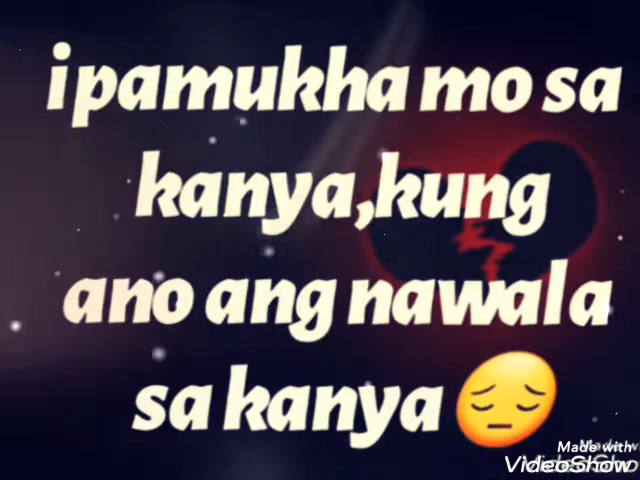 ipamukha mo sa
kanya,kung
ano ang nawala
sa kanya😔
Made with
VideoShow